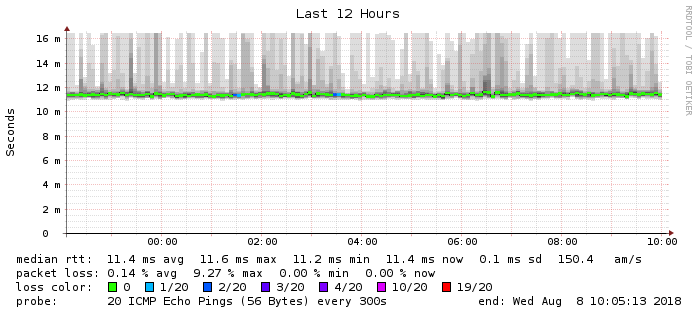 Last 12 Hours
RRDTOOL / TOBI OETIKER
Seconds
16 m
14 m
12 m
10 m
8 m
6 m
4 m
2 m
0
00:00 02:00 04:00 06:00 08:00 10:00
median rtt: 11.4 ms avg 11.6 ms max 11.2 ms min 11.4 ms now 0.1 ms sd 150.4 am/s
packet loss: 0.14 % avg 9.27 % max 0.00 % min 0.00 % now
loss color: 0 1/20 2/20 3/20 4/20 10/20 19/20
probe: 20 ICMP Echo Pings (56 Bytes) every 300s end: Wed Aug 8 10:05:13 2018